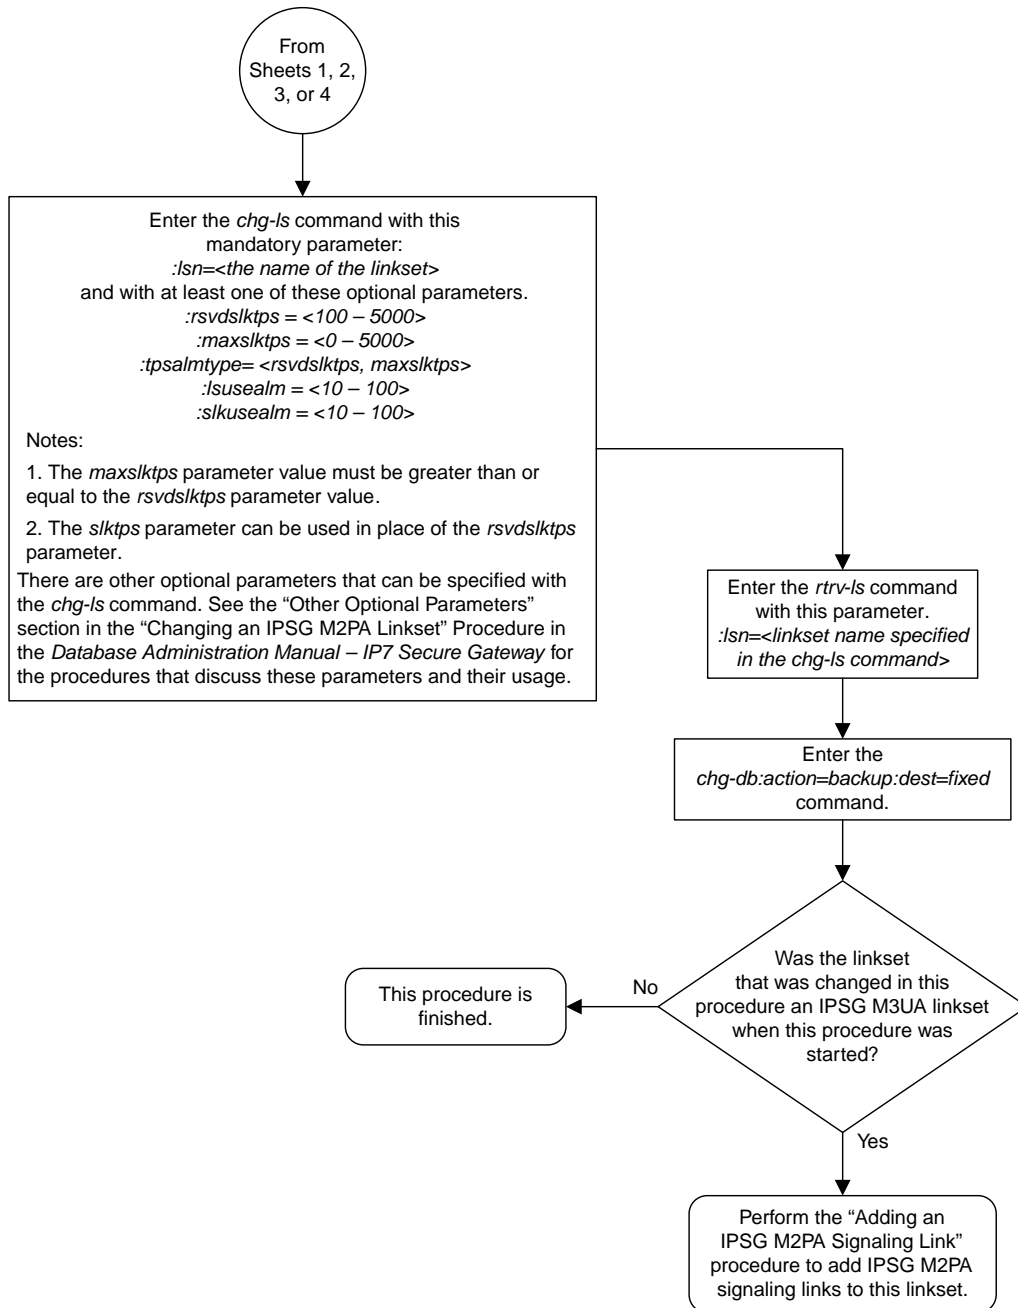 From
Sheets 1, 2,
3, or 4
Enter the chg-ls command with this
mandatory parameter:
:lsn=<the name of the linkset>
and with at least one of these optional parameters.
:rsvdslktps = <100 – 5000>
:maxslktps = <0 – 5000>
:tpsalmtype= <rsvdslktps, maxslktps>
:lsusealm = <10 – 100>
:slkusealm = <10 – 100>
Notes:
1. The maxslktps parameter value must be greater than or
equal to the rsvdslktps parameter value.
2. The slktps parameter can be used in place of the rsvdslktps
parameter.
There are other optional parameters that can be specified with
the chg-ls command. See the “Other Optional Parameters”
section in the “Changing an IPSG M2PA Linkset” Procedure in
the Database Administration Manual – IP7 Secure Gateway for
the procedures that discuss these parameters and their usage.
Enter the rtrv-ls command
with this parameter.
:lsn=<linkset name specified
in the chg-ls command>
Enter the
chg-db:action=backup:dest=fixed
command.
Was the linkset
that was changed in this
procedure an IPSG M3UA linkset
when this procedure was
started?
No
This procedure is
finished.
Yes
Perform the “Adding an
IPSG M2PA Signaling Link”
procedure to add IPSG M2PA
signaling links to this linkset.